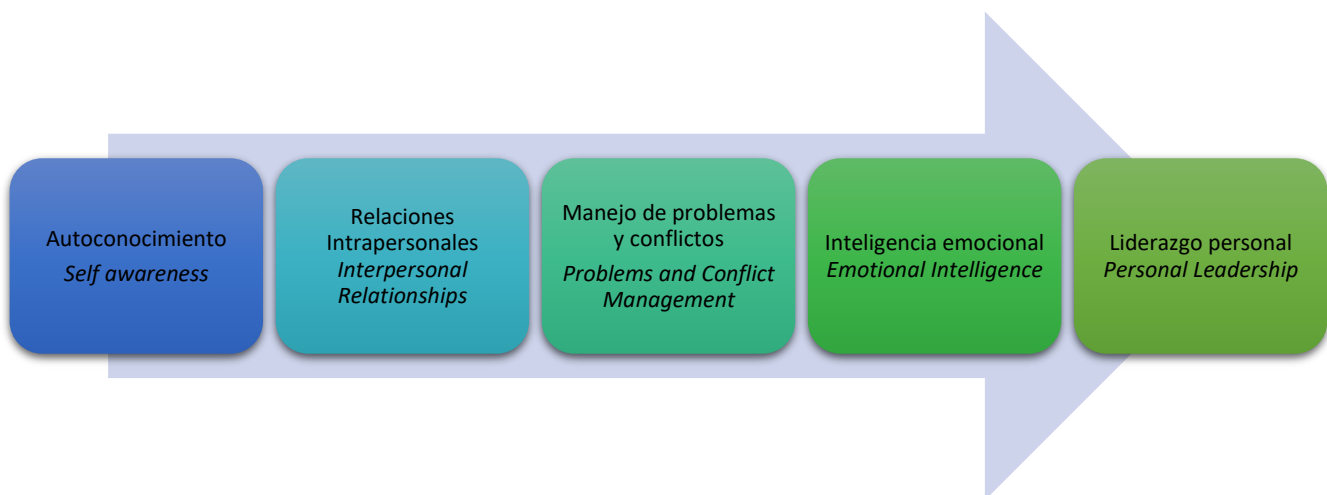 Autoconocimiento
Self awareness
Relaciones
Intrapersonales
Interpersonal
Relationships
Manejo de problemas
y conflictos
Problems and Conflict
Management
Inteligencia emocional
Emotional Intelligence
Liderazgo personal
Personal Leadership